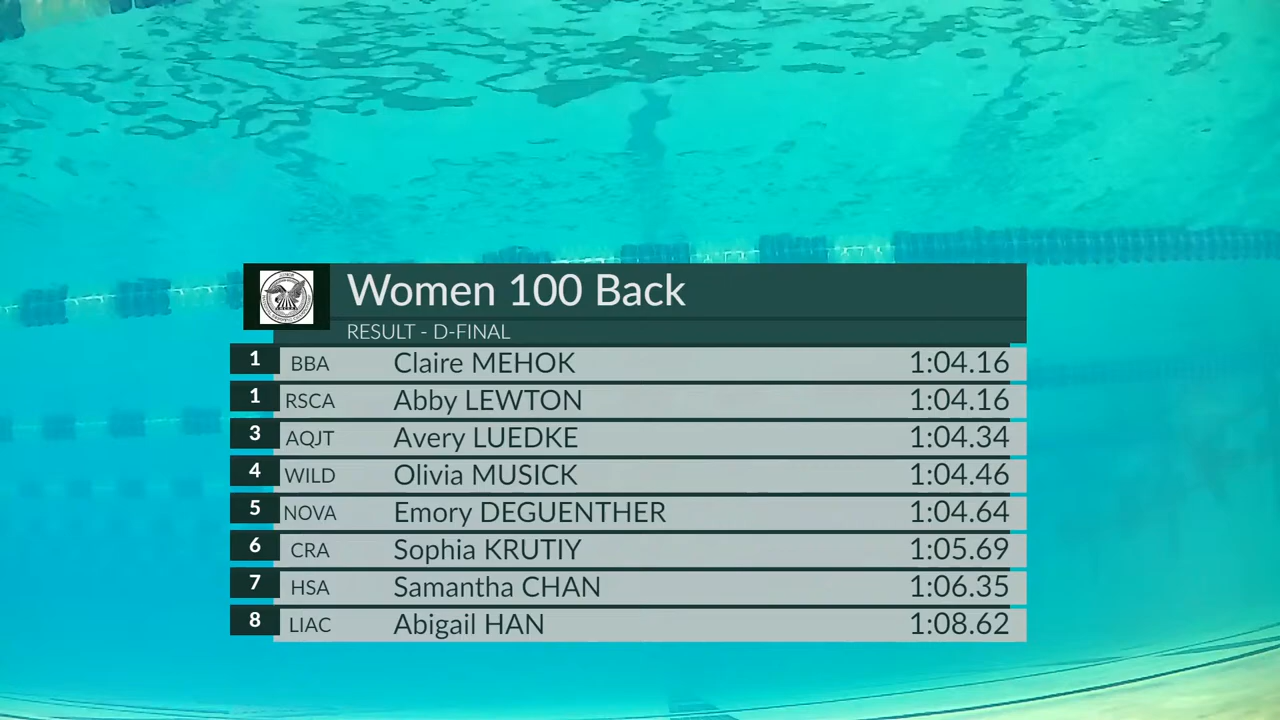 Women 100 Back
RESULT - D-FINAL
1 BBA Claire MEHOK 1:04.16
1 RSCA Abby LEWTON 1:04.16
3 AQJT Avery LUEDKE 1:04.34
4 WILD Olivia MUSICK 1:04.46
5 NOVA Emory DEGUENTHER 1:04.64
6 CRA Sophia KRUTIY 1:05.69
7 HSA Samantha CHAN 1:06.35
8 LIAC Abigail HAN 1:08.62